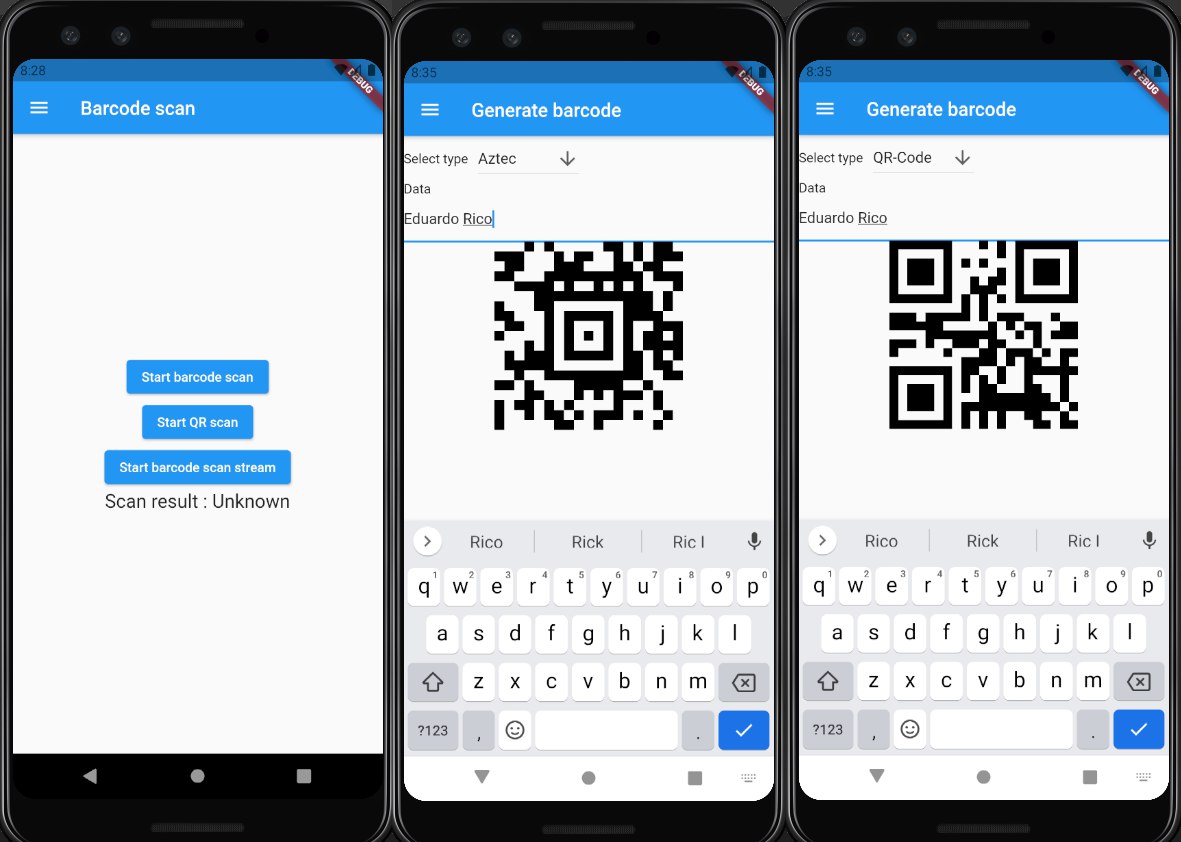 8:28
DEBUG
Barcode scan
Start barcode scan
Start QR scan
Start barcode scan stream
Scan result : Unknown
8:35
DEBUG
Generate barcode
Select type Aztec
Data
Eduardo Rico
Rico Rick Ric I
q1 w2 e3 r4 t5 y6 u7 i8 o9 p0
a s d f g h j k l
z x c v b n m
?123 , .
8:35
DEBUG
Generate barcode
Select type QR-Code
Data
Eduardo Rico
Rico Rick Ric I
q1 w2 e3 r4 t5 y6 u7 i8 o9 p0
a s d f g h j k l
z x c v b n m
?123 , .